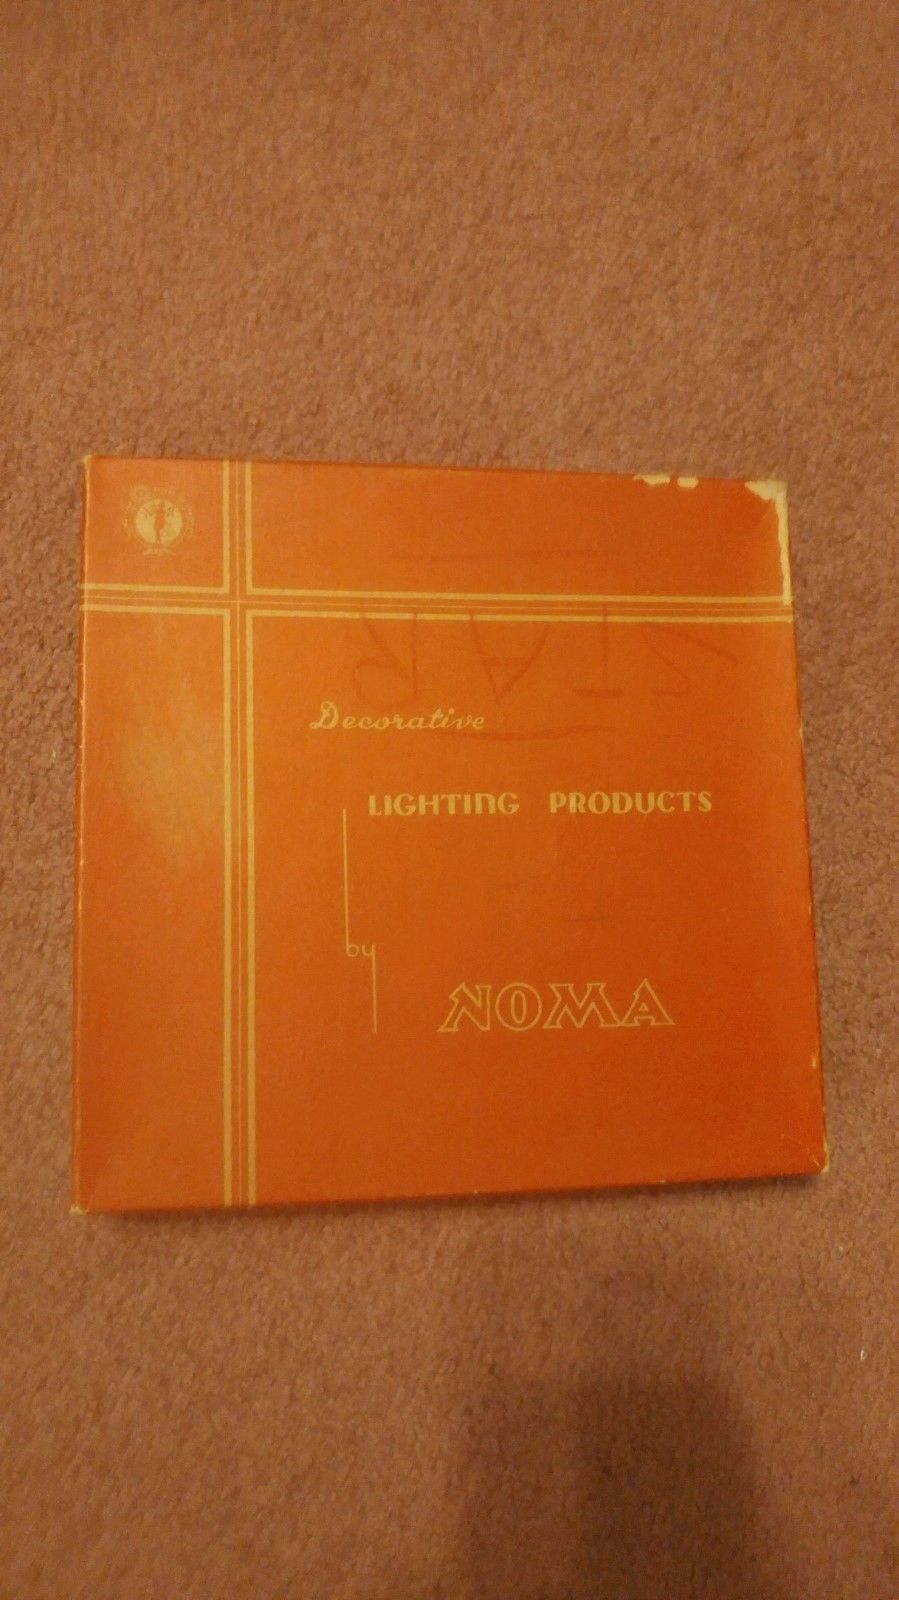 STAR
Decorative
LIGHTING PRODUCTS
by
NOMA